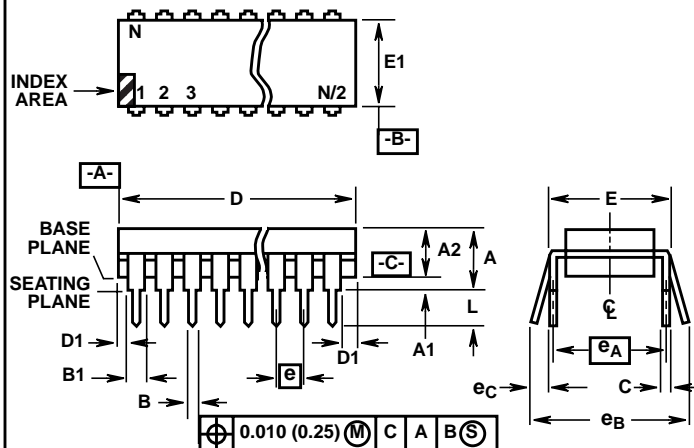 N
E1
INDEX
AREA
1 2 3 N/2
-B-
-A-
D
E
BASE
PLANE
A2
A
-C-
SEATING
PLANE
L
C L
D1
D1
A1
e
eA
B1
eC
C
B
eB
0.010 (0.25) M C A B S